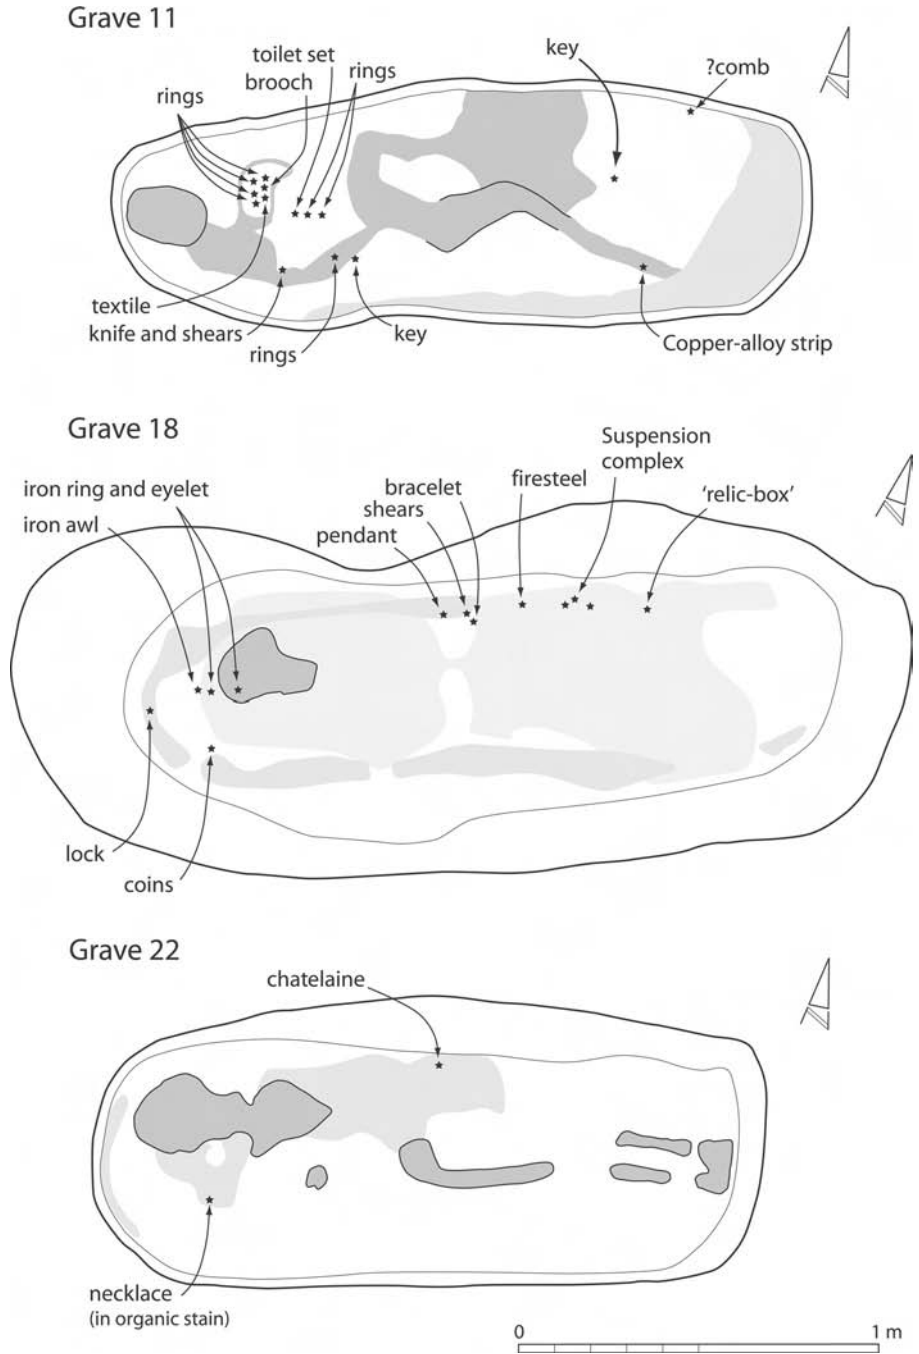 Grave 11
toilet set
brooch
rings
rings
key
?comb
textile
knife and shears
rings
key
Copper-alloy strip
Grave 18
iron ring and eyelet
iron awl
bracelet
shears
pendant
firesteel
Suspension
complex
'relic-box'
lock
coins
Grave 22
chatelaine
necklace
(in organic stain)
0
1 m